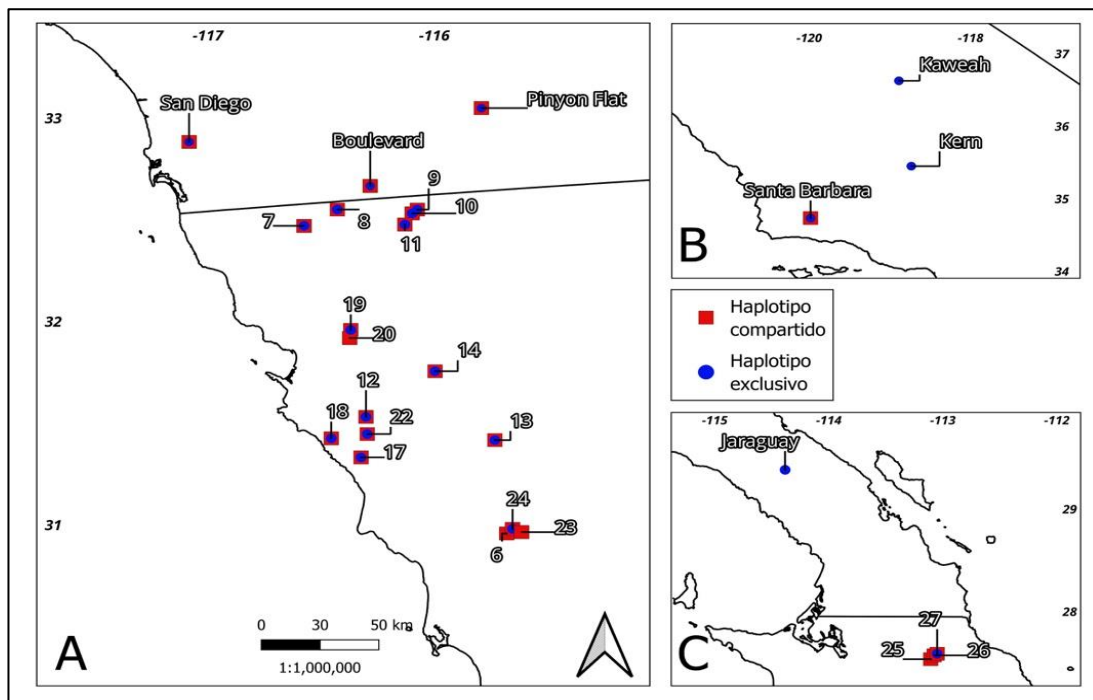 -117 -116
33
San Diego
Pinyon Flat
Boulevard
9
10
7
8
11
32
19
20
14
12
18
22
13
17
31
24
23
6
0 30 50 km
1:1,000,000
A
-120 -118
37
Kaweah
36
Kern
Santa Barbara
35
34
B
Haplotipo
compartido
Haplotipo
exclusivo
-115 -114 -113 -112
Jaraguay
29
28
27
25
26
C